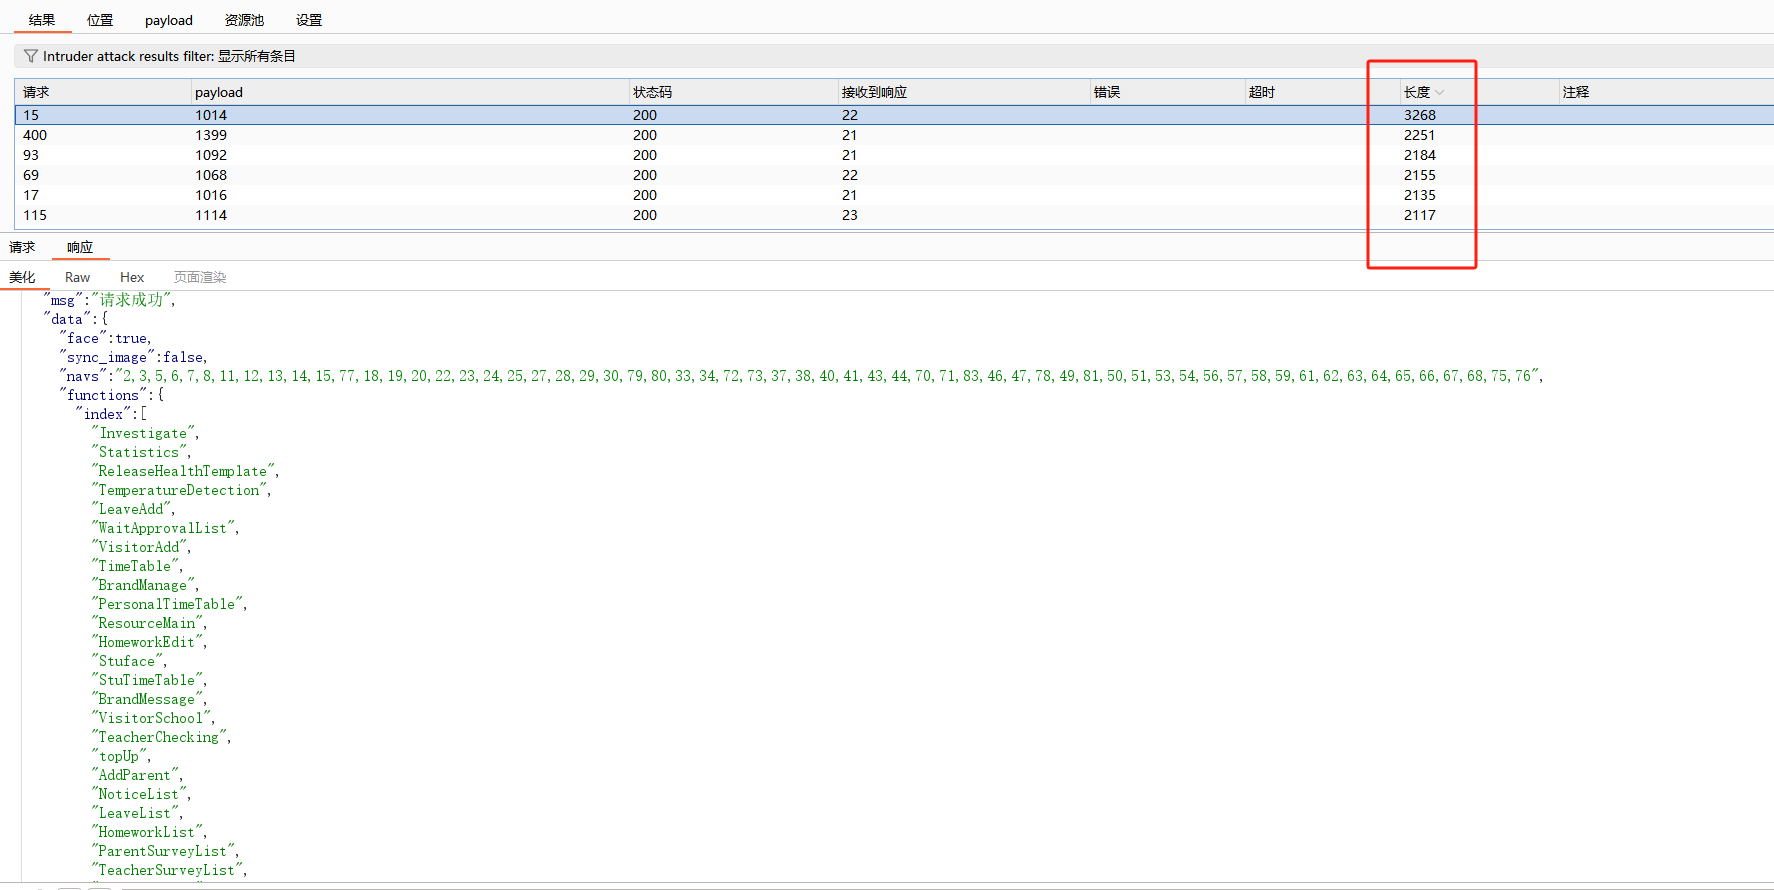 结果 位置 payload 资源池 设置
Intruder attack results filter: 显示所有条目
请求 payload 状态码 接收到响应 错误 超时 长度 注释
15 1014 200 22 3268
400 1399 200 21 2251
93 1092 200 21 2184
69 1068 200 22 2155
17 1016 200 21 2135
115 1114 200 23 2117
请求 响应
美化 Raw Hex 页面渲染
"msg":"请求成功",
"data":{
"face":true,
"sync_image":false,
"navs":"2,3,5,6,7,8,11,12,13,14,15,77,18,19,20,22,23,24,25,27,28,29,30,79,80,33,34,72,73,37,38,40,41,43,44,70,71,83,46,47,78,49,81,50,51,53,54,56,57,58,59,61,62,63,64,65,66,67,68,75,76",
"functions":{
"index":[
"Investigate",
"Statistics",
"ReleaseHealthTemplate",
"TemperatureDetection",
"LeaveAdd",
"WaitApprovalList",
"VisitorAdd",
"TimeTable",
"BrandManage",
"PersonalTimeTable",
"ResourceMain",
"HomeworkEdit",
"Stuface",
"StuTimeTable",
"BrandMessage",
"VisitorSchool",
"TeacherChecking",
"topUp",
"AddParent",
"NoticeList",
"LeaveList",
"HomeworkList",
"ParentSurveyList",
"TeacherSurveyList",